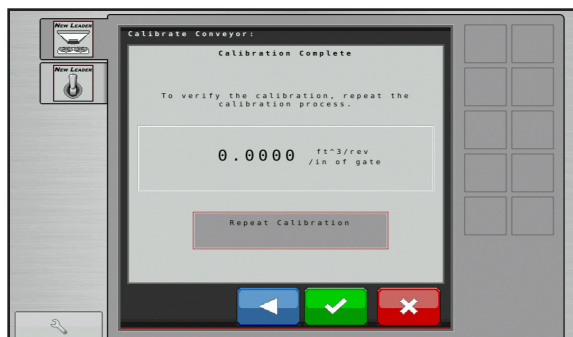 NEW LEADER
NEW LEADER
Calibrate Conveyor:
Calibration Complete
To verify the calibration, repeat the
calibration process.
0.0000 ft^3/rev
/in of gate
Repeat Calibration